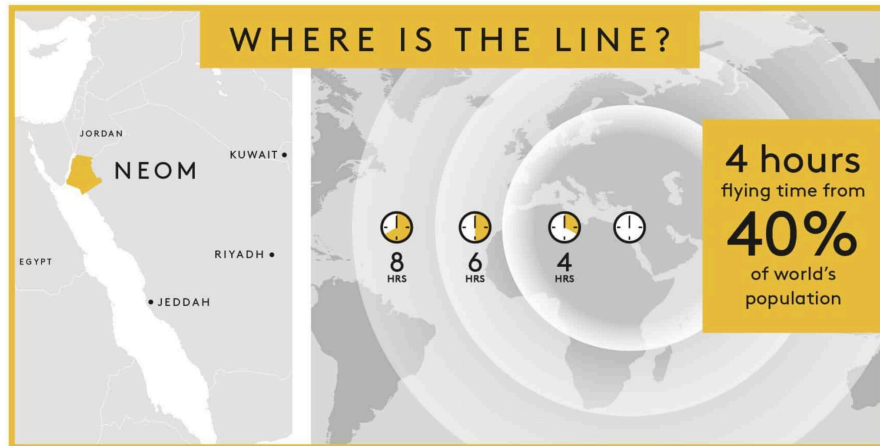 WHERE IS THE LINE?
JORDAN
NEOM
KUWAIT
EGYPT
RIYADH
JEDDAH
8
HRS
6
HRS
4
HRS
4 hours
flying time from
40%
of world's
population